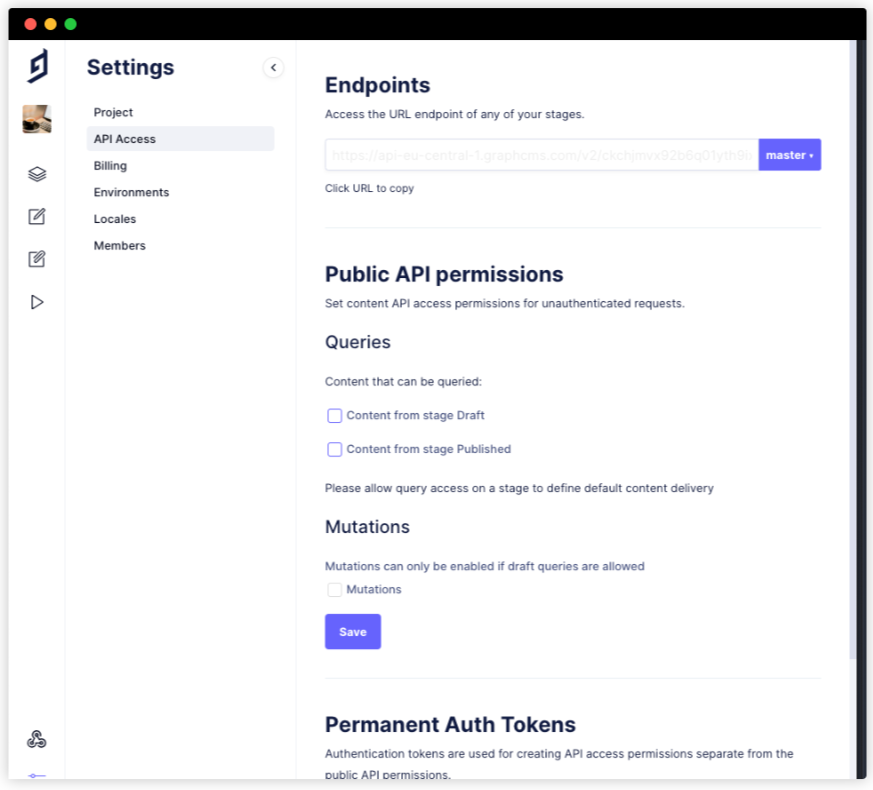 Settings
Project
API Access
Billing
Environments
Locales
Members
Endpoints
Access the URL endpoint of any of your stages.
https://api-eu-central-1.graphcms.com/v2/ckchjmvx92b6q01yth9
master
Click URL to copy
Public API permissions
Set content API access permissions for unauthenticated requests.
Queries
Content that can be queried:
Content from stage Draft
Content from stage Published
Please allow query access on a stage to define default content delivery
Mutations
Mutations can only be enabled if draft queries are allowed
Mutations
Save
Permanent Auth Tokens
Authentication tokens are used for creating API access permissions separate from the
public API permissions.